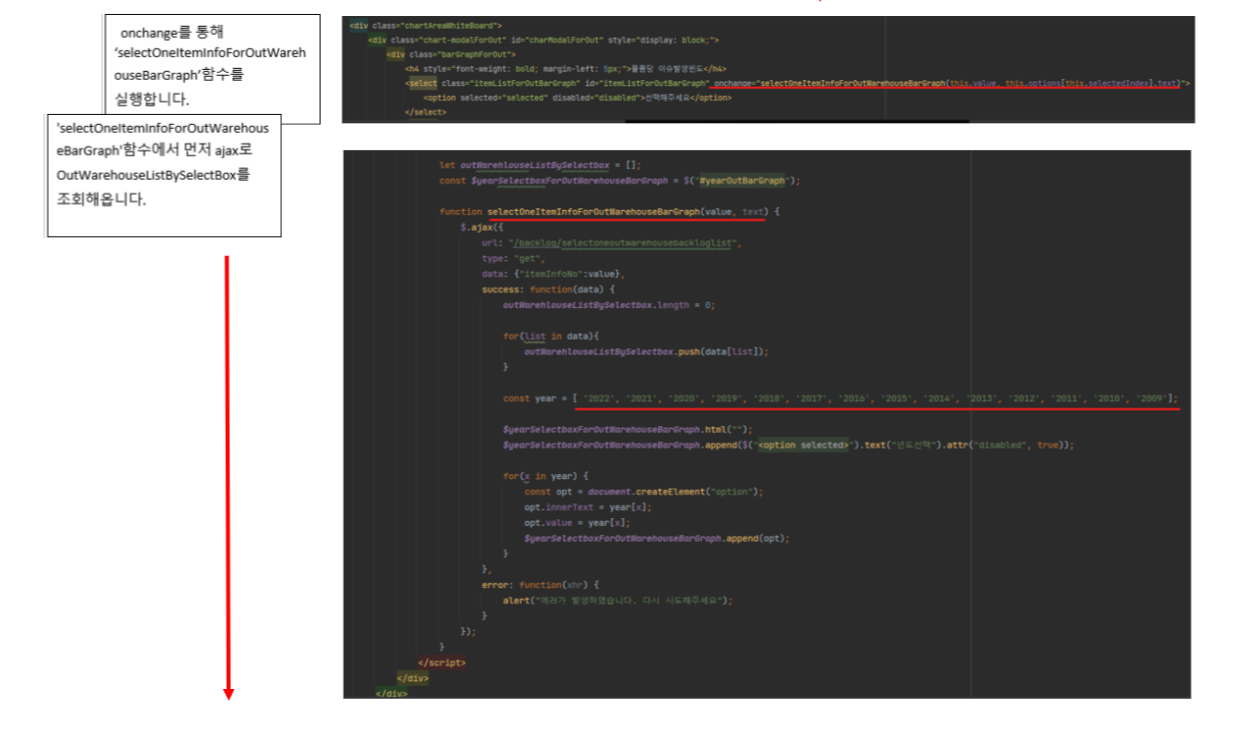 onchange를 통해
'selectOneItemInfoForOutWareh
ouseBarGraph'함수를
실행합니다.
<div class="chartAreaWhiteBoard">
<div class="chart-modalForOut" id="charModalForOut" style="display: block;">
<div class="barGraphForOut">
<h4 style="font-weight: bold; margin-left: 5px;">물품당 이슈발생빈도</h4>
<select class="itemListForOutBarGraph" id="itemListForOutBarGraph" onchange="selectOneItemInfoForOutWarehouseBarGraph(this.value, this.options[this.selectedIndex].text)">
<option selected="selected" disabled="disabled">선택해주세요</option>
</select>
'selectOneItemInfoForOutWarehous
eBarGraph'함수에서 먼저 ajax로
OutWarehouseListBySelectBox를
조회해옵니다.
let outWarehlouseListBySelectbox = [];
const $yearSelectboxForOutWarehouseBarGraph = $("#yearOutBarGraph");
function selectOneItemInfoForOutWarehouseBarGraph(value, text) {
$.ajax({
url: "/backlog/selectoneoutwarehousebackloglist",
type: "get",
data: {"itemInfoNo":value},
success: function(data) {
outWarehlouseListBySelectbox.length = 0;
for(list in data){
outWarehlouseListBySelectbox.push(data[list]);
}
const year = [ '2022', '2021', '2020', '2019', '2018', '2017', '2016', '2015', '2014', '2013', '2012', '2011', '2010', '2009'];
$yearSelectboxForOutWarehouseBarGraph.html("");
$yearSelectboxForOutWarehouseBarGraph.append($("<option selected>").text("년도선택").attr("disabled", true));
for(x in year) {
const opt = document.createElement("option");
opt.innerText = year[x];
opt.value = year[x];
$yearSelectboxForOutWarehouseBarGraph.append(opt);
}
},
error: function(xhr) {
alert("에러가 발생하였습니다. 다시 시도해주세요");
}
});
}
</script>
</div>
</div>